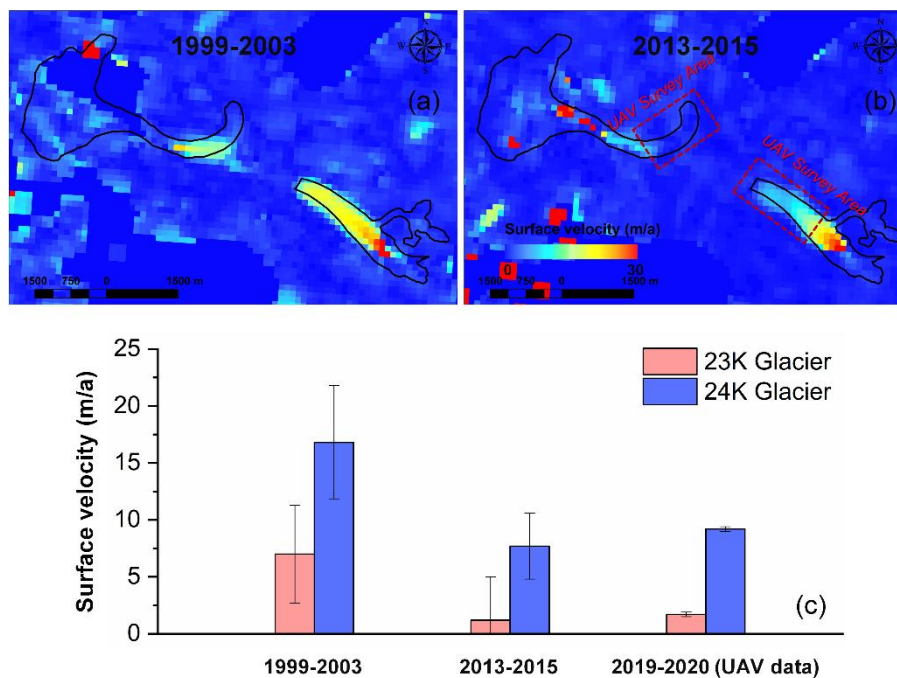 1999-2003
N
W
E
S
(a)
1500 750 0 1500 m
2013-2015
N
W
E
S
(b)
UAV Survey Area
UAV Survey Area
Surface velocity (m/a)
0 30
1500 750 0 1500 m
Surface velocity (m/a)
25
20
15
10
5
0
23K Glacier
24K Glacier
(c)
1999-2003 2013-2015 2019-2020 (UAV data)